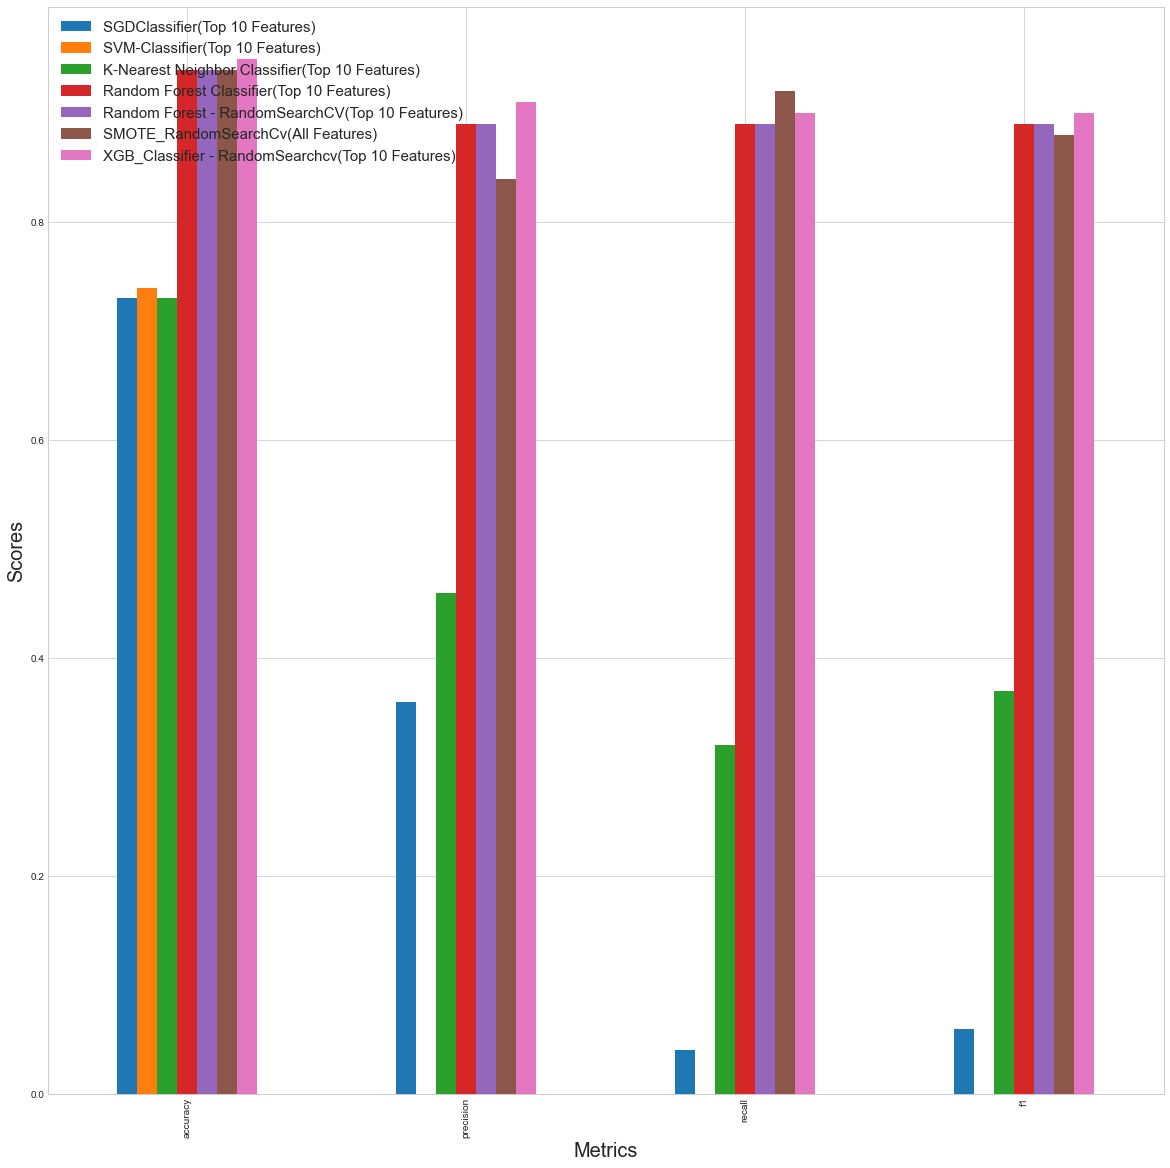 SGDClassifier(Top 10 Features)
SVM-Classifier(Top 10 Features)
K-Nearest Neighbor Classifier(Top 10 Features)
Random Forest Classifier(Top 10 Features)
Random Forest - RandomSearchCV(Top 10 Features)
SMOTE_RandomSearchCv(All Features)
XGB_Classifier - RandomSearchcv(Top 10 Features)
0.8
0.6
0.4
0.2
0.0
Scores
accuracy
precision
recall
f1
Metrics